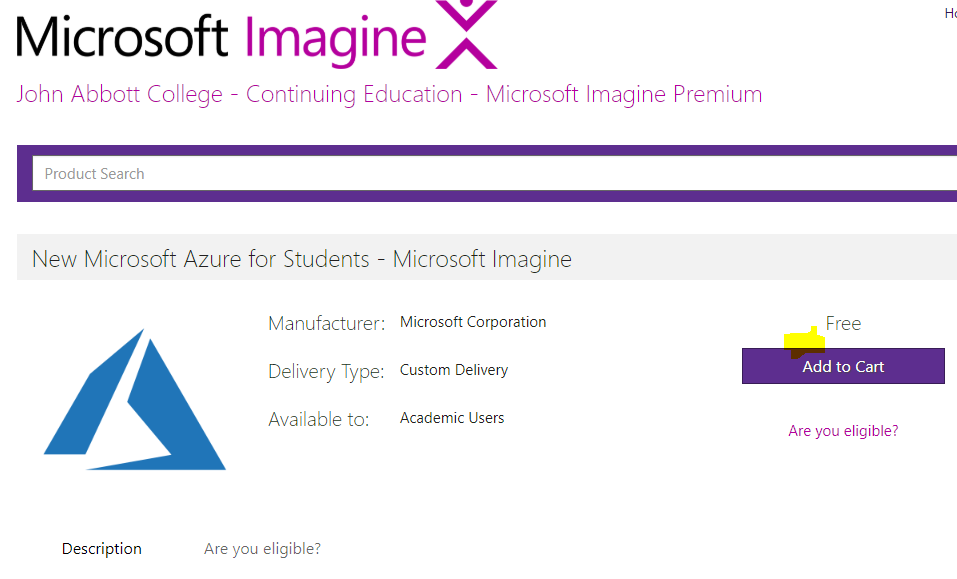 Microsoft Imagine
John Abbott College - Continuing Education - Microsoft Imagine Premium
Product Search
New Microsoft Azure for Students - Microsoft Imagine
Manufacturer: Microsoft Corporation
Free
Delivery Type: Custom Delivery
Add to Cart
Available to: Academic Users
Are you eligible?
Description Are you eligible?